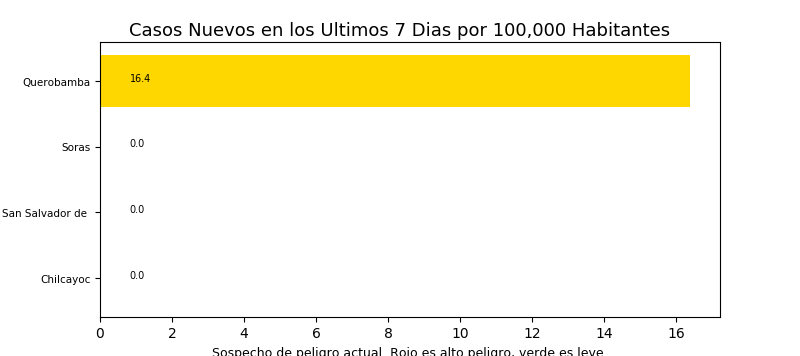 Casos Nuevos en los Ultimos 7 Dias por 100,000 Habitantes
Querobamba
16.4
Soras
0.0
San Salvador de
0.0
Chilcayoc
0.0
0 2 4 6 8 10 12 14 16
Sospecho de peligro actual. Rojo es alto peligro, verde es leve